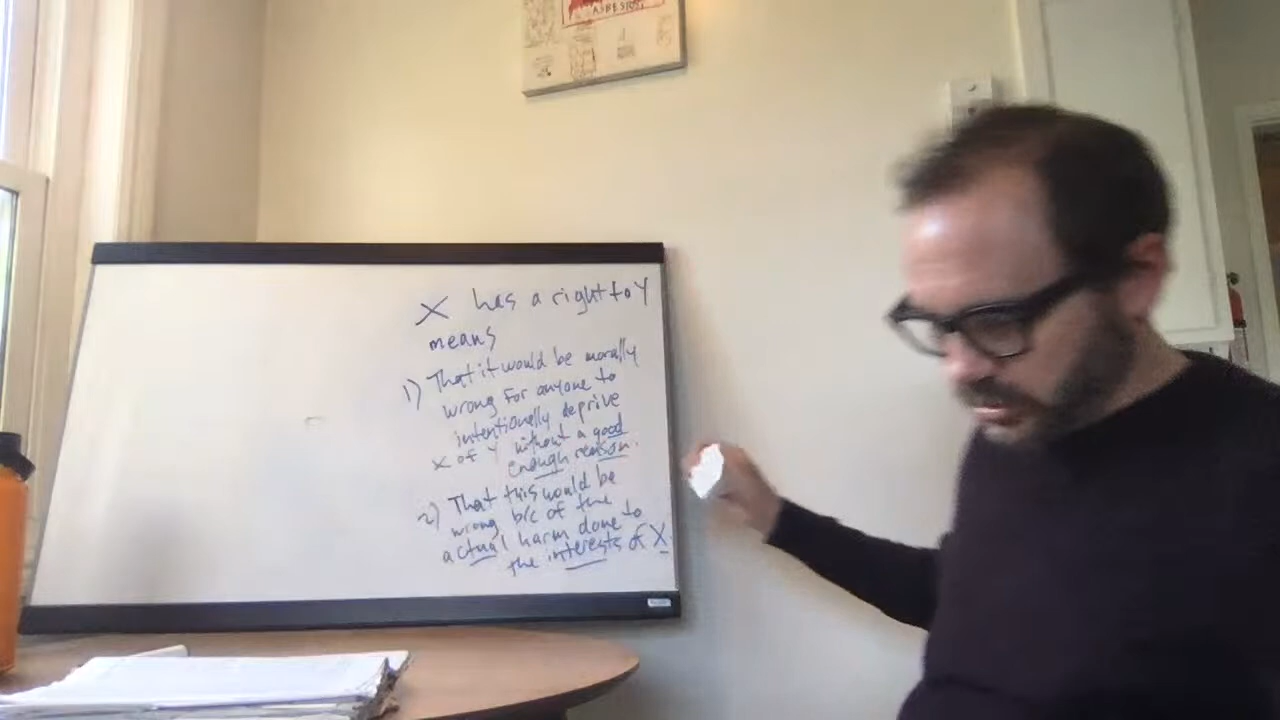 ASBESTOS
X has a right to Y
means
1) That it would be morally
wrong for anyone to
intentionally deprive
X of Y without a good
enough reason.
2) That this would be
wrong b/c of the
actual harm done to
the interests of X